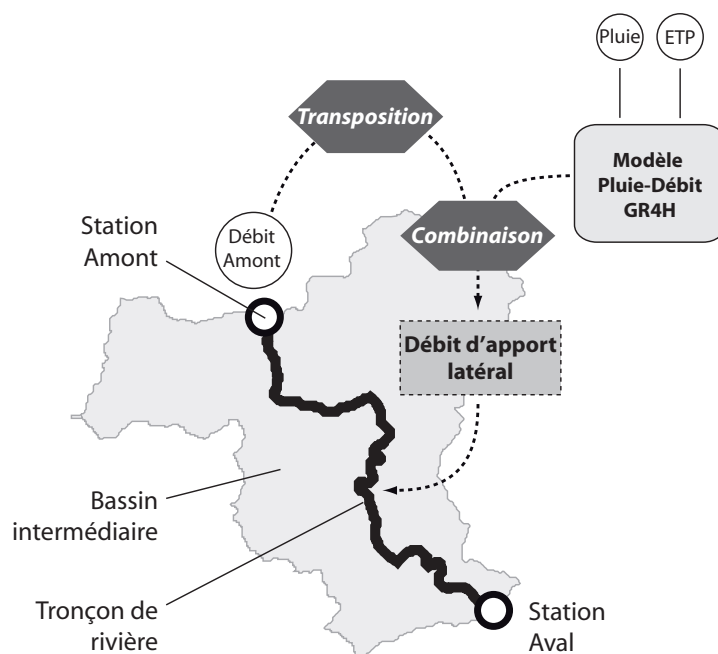 Pluie
ETP
Transposition
Modèle
Pluie-Débit
GR4H
Station
Amont
Débit
Amont
Combinaison
Débit d'apport
latéral
Bassin
intermédiaire
Tronçon de
rivière
Station
Aval